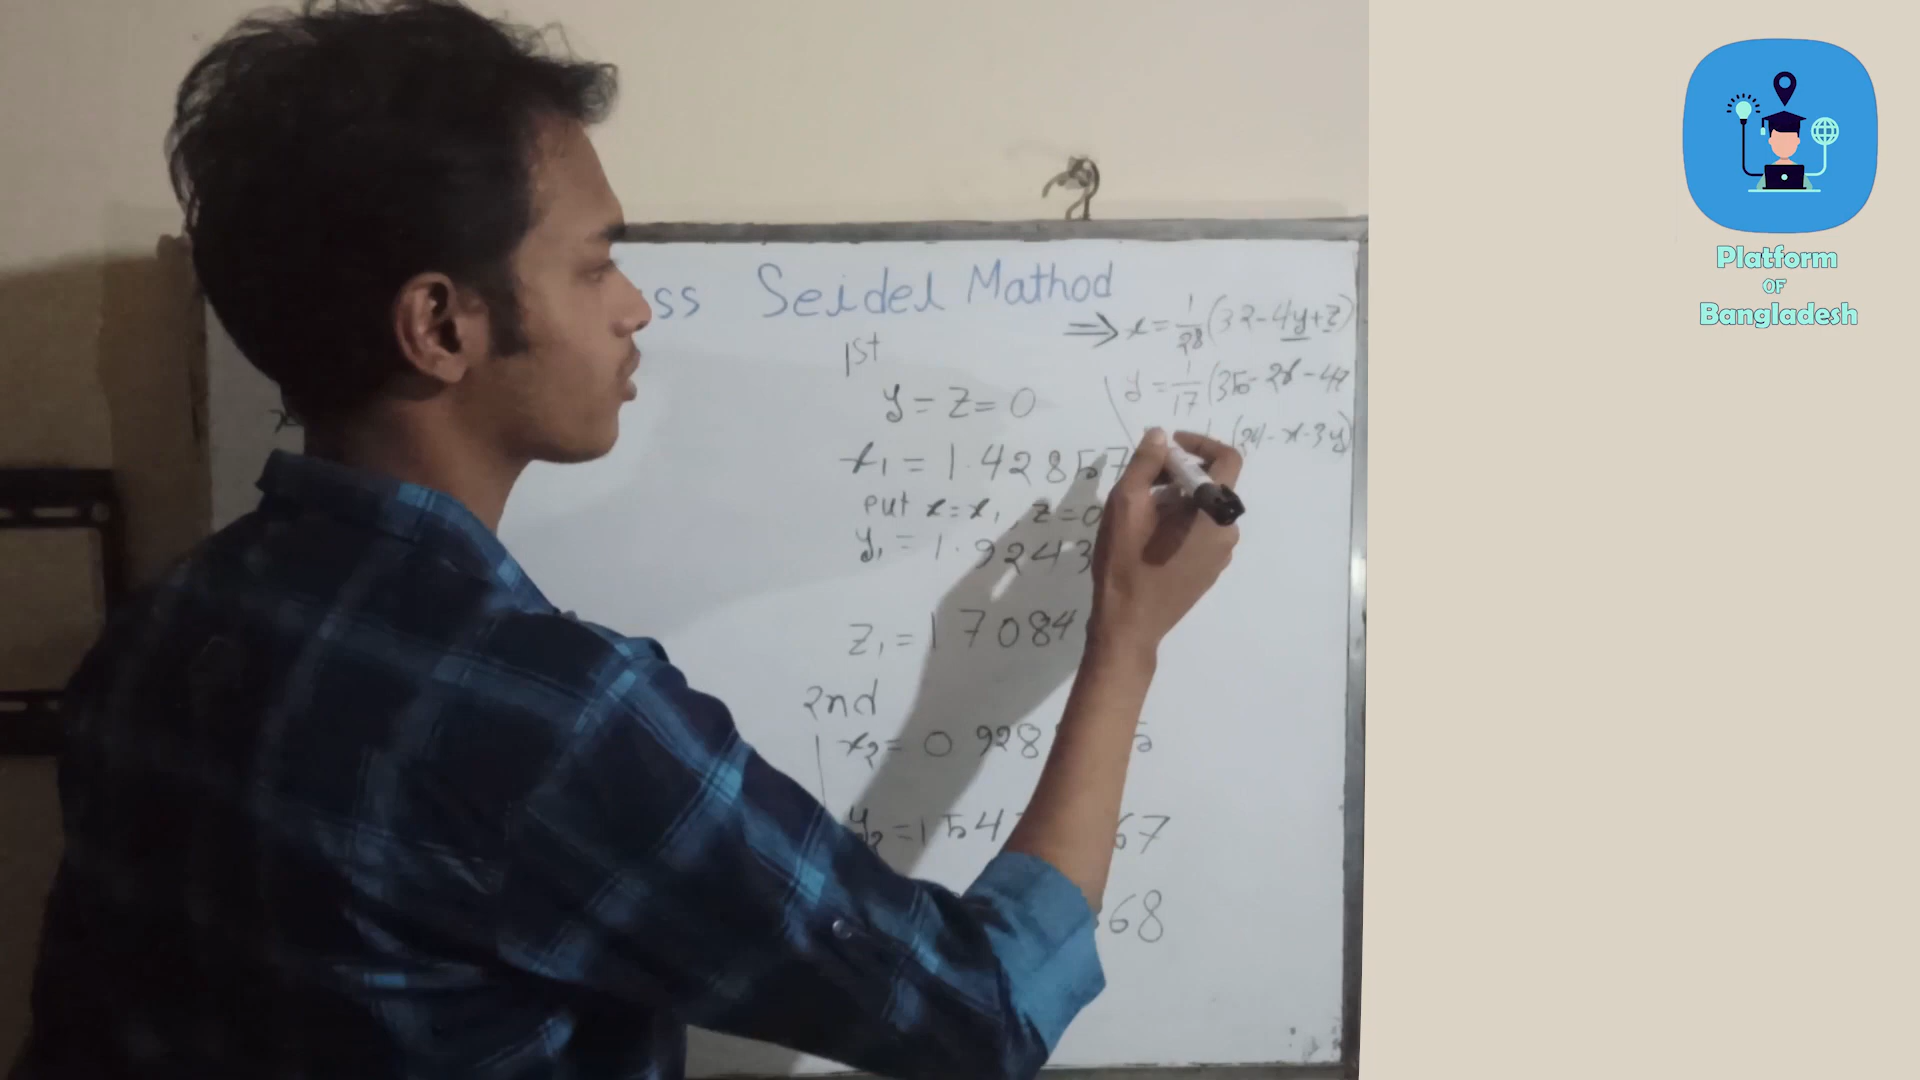 Seidel Mathod
⇒ x = 1/28 (32-4y+z)
1st
y = 1/17 (35-2x-4z
y = z = 0
(24-x-3y)
x₁ = 1.42857
put x = x₁, z = 0
y₁ = 1.9243
z₁ = 1 7084
2nd
x₂ = 0 928
y₂ = 1 54 67
68
Platform
OF
Bangladesh